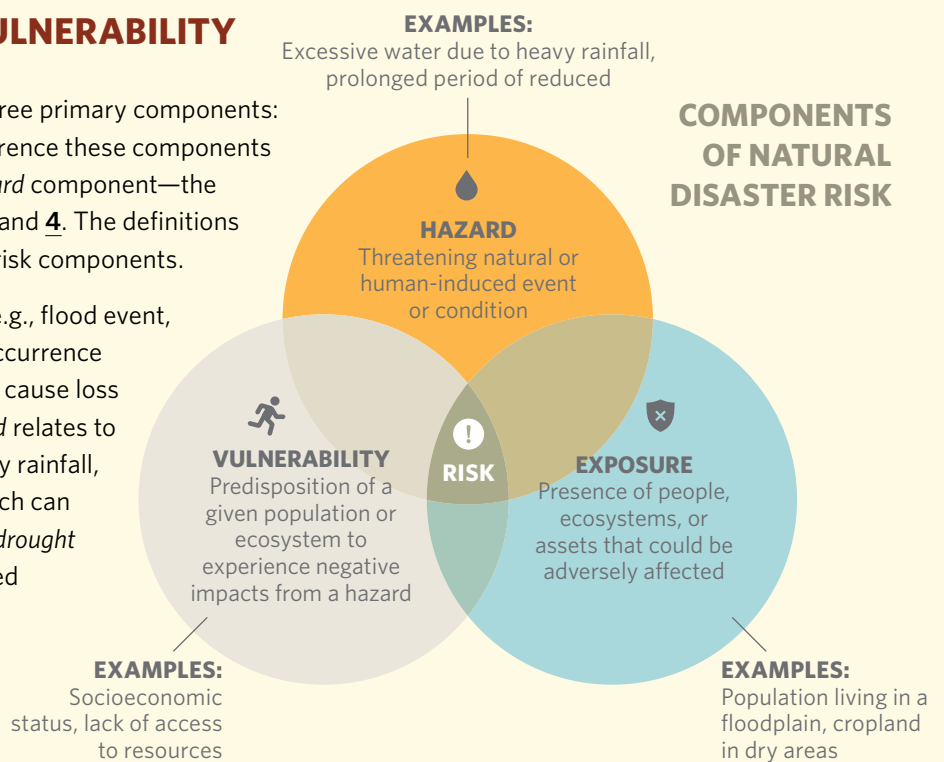 ULNERABILITY
ree primary components:
rence these components
ard component—the
and 4. The definitions
risk components.
e.g., flood event,
ccurrence
cause loss
d relates to
y rainfall,
ch can
drought
ed
EXAMPLES:
Excessive water due to heavy rainfall,
prolonged period of reduced
COMPONENTS
OF NATURAL
DISASTER RISK
HAZARD
Threatening natural or
human-induced event
or condition
VULNERABILITY
Predisposition of a
given population or
ecosystem to
experience negative
impacts from a hazard
!
RISK
EXPOSURE
Presence of people,
ecosystems, or
assets that could be
adversely affected
EXAMPLES:
Socioeconomic
status, lack of access
to resources
EXAMPLES:
Population living in a
floodplain, cropland
in dry areas